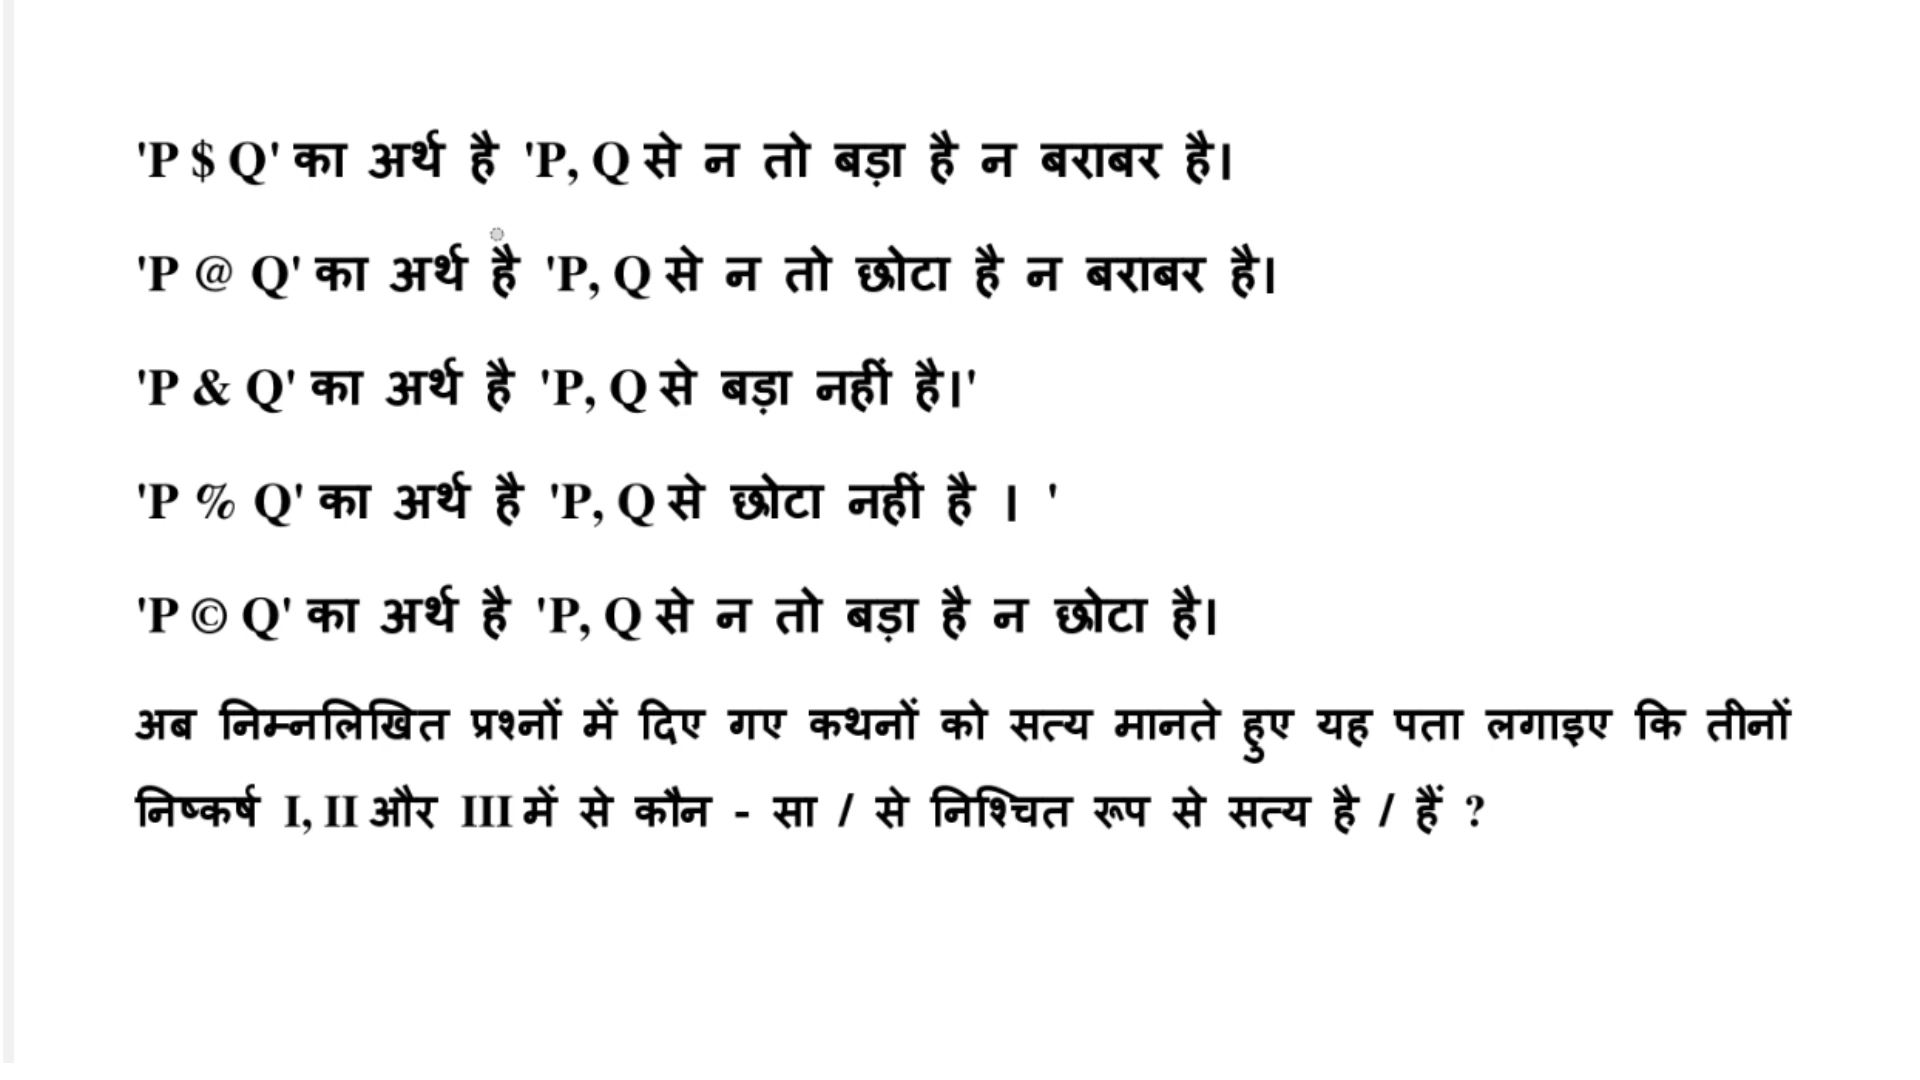 'P $ Q' का अर्थ है 'P, Q से न तो बड़ा है न बराबर है।
'P @ Q' का अर्थ है 'P, Q से न तो छोटा है न बराबर है।
'P & Q' का अर्थ है 'P, Q से बड़ा नहीं है।'
'P % Q' का अर्थ है 'P, Q से छोटा नहीं है । '
'P © Q' का अर्थ है 'P, Q से न तो बड़ा है न छोटा है।
अब निम्नलिखित प्रश्नों में दिए गए कथनों को सत्य मानते हुए यह पता लगाइए कि तीनों
निष्कर्ष I, II और III में से कौन - सा / से निश्चित रूप से सत्य है / हैं ?